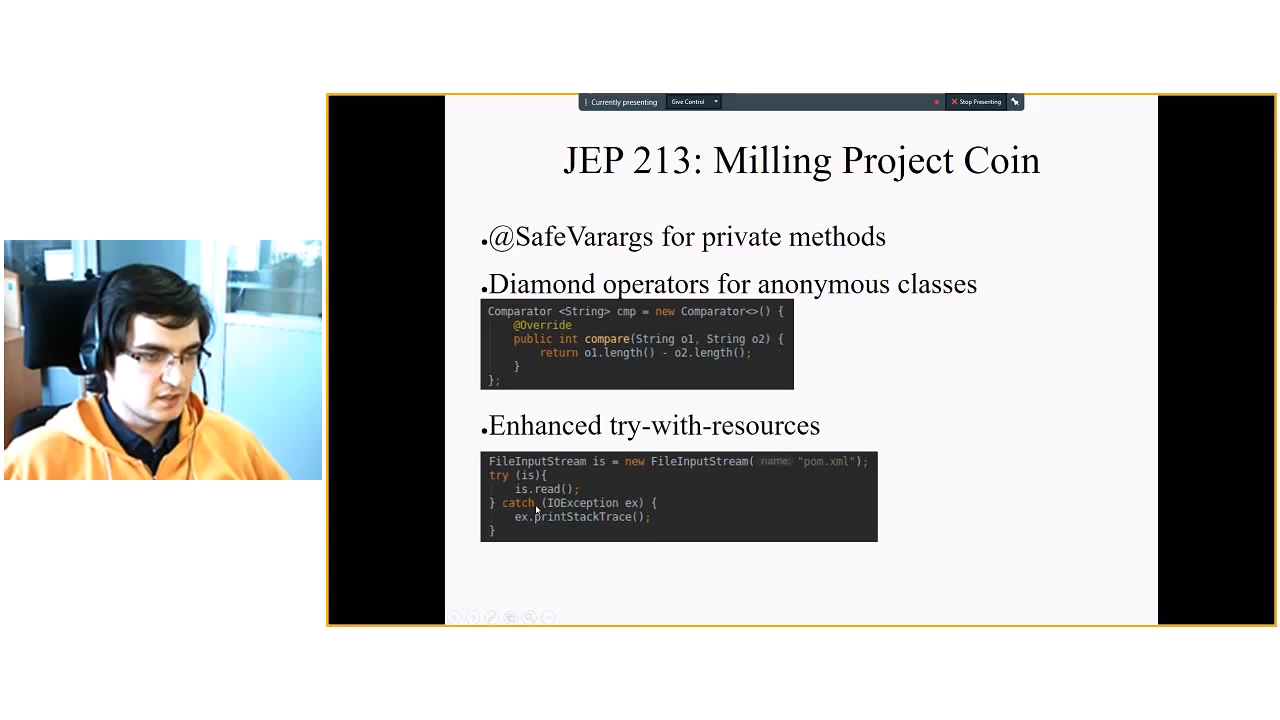 Currently presenting Give Control Stop Presenting
JEP 213: Milling Project Coin
@SafeVarargs for private methods
Diamond operators for anonymous classes
Comparator <String> cmp = new Comparator<>() {
@Override
public int compare(String o1, String o2) {
return o1.length() - o2.length();
}
};
Enhanced try-with-resources
FileInputStream is = new FileInputStream( name: "pom.xml");
try (is){
is.read();
} catch (IOException ex) {
ex.printStackTrace();
}